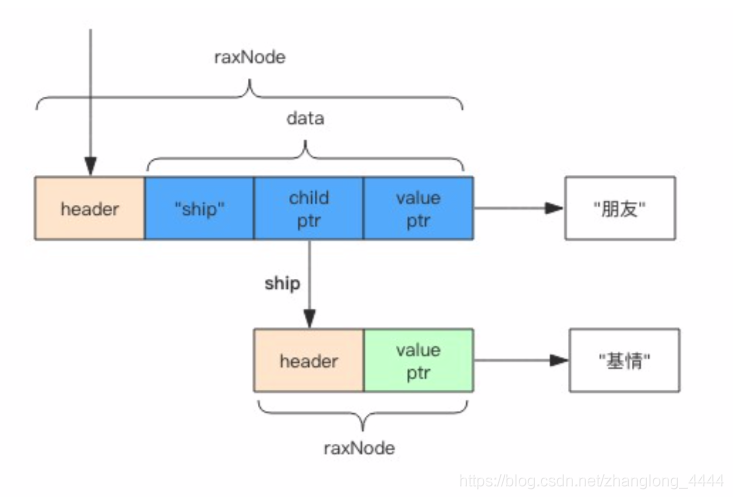 raxNode
data
header
"ship"
child
ptr
value
ptr
"朋友"
ship
header
value
ptr
"基情"
raxNode
https://blog.csdn.net/zhanglong_4444